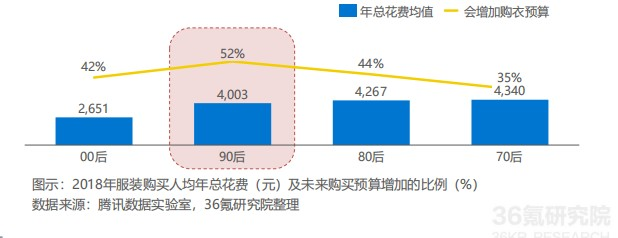 年总花费均值 会增加购衣预算
42% 52% 44% 35%
2,651 4,003 4,267 4,340
00后 90后 80后 70后
图示：2018年服装购买人均年总花费（元）及未来购买预算增加的比例（%）
数据来源：腾讯数据实验室，36氪研究院整理
36氪研究院
36KR RESEARCH